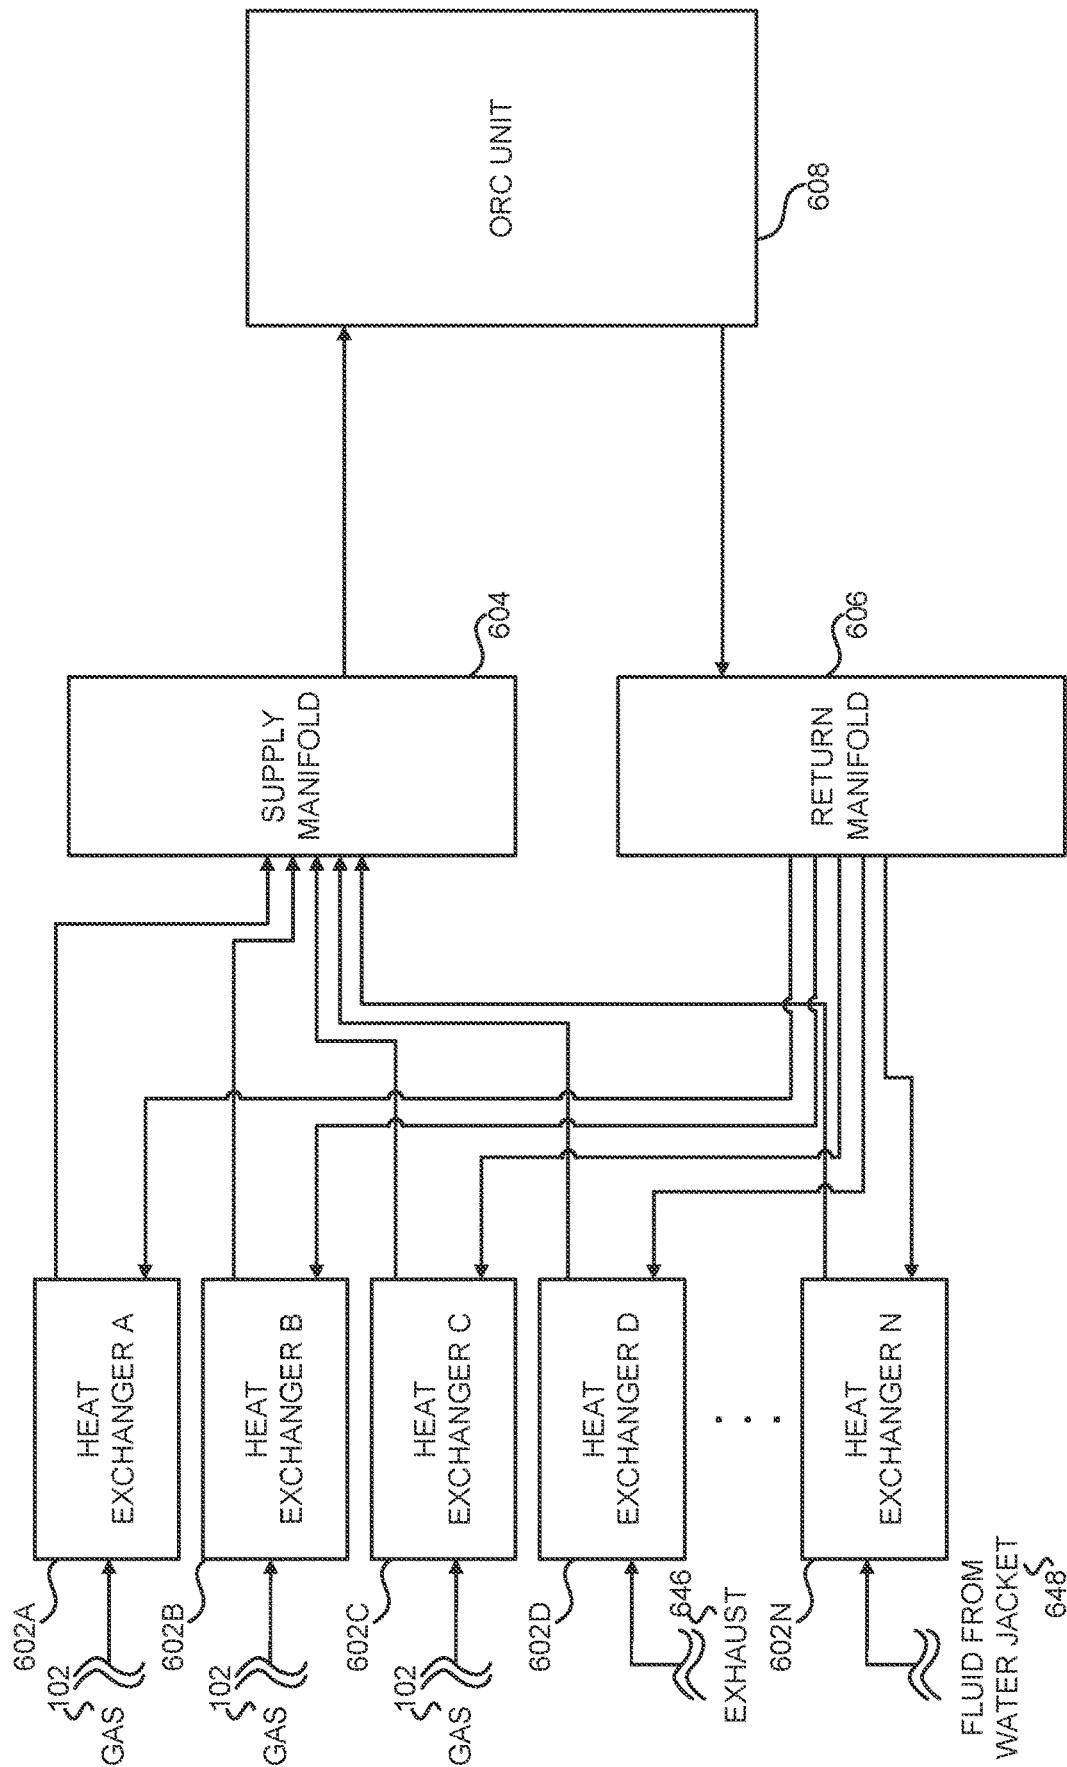 602A
102
GAS
HEAT
EXCHANGER A
602B
102
GAS
HEAT
EXCHANGER B
602C
102
GAS
HEAT
EXCHANGER C
602D
646
EXHAUST
HEAT
EXCHANGER D
. . .
602N
FLUID FROM
WATER JACKET
648
HEAT
EXCHANGER N
SUPPLY
MANIFOLD
604
RETURN
MANIFOLD
606
ORC UNIT
608